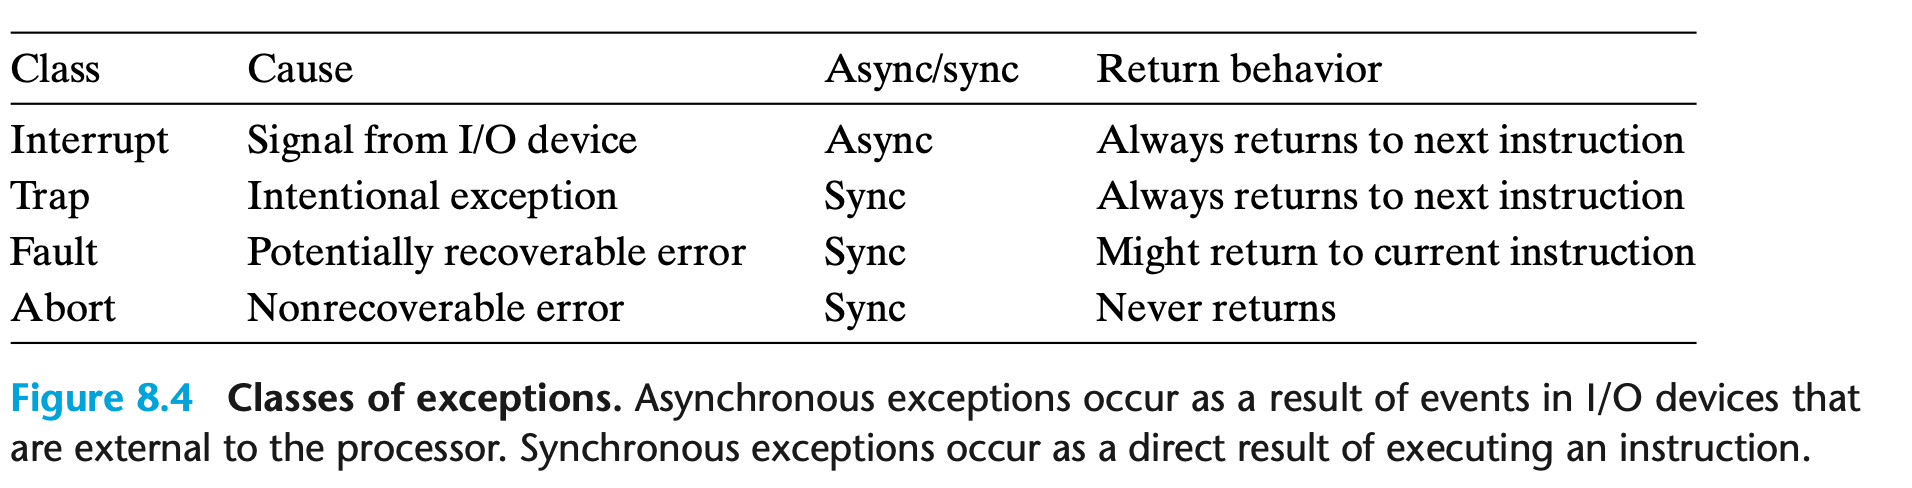 Class Cause Async/sync Return behavior
Interrupt Signal from I/O device Async Always returns to next instruction
Trap Intentional exception Sync Always returns to next instruction
Fault Potentially recoverable error Sync Might return to current instruction
Abort Nonrecoverable error Sync Never returns
Figure 8.4 Classes of exceptions. Asynchronous exceptions occur as a result of events in I/O devices that
are external to the processor. Synchronous exceptions occur as a direct result of executing an instruction.